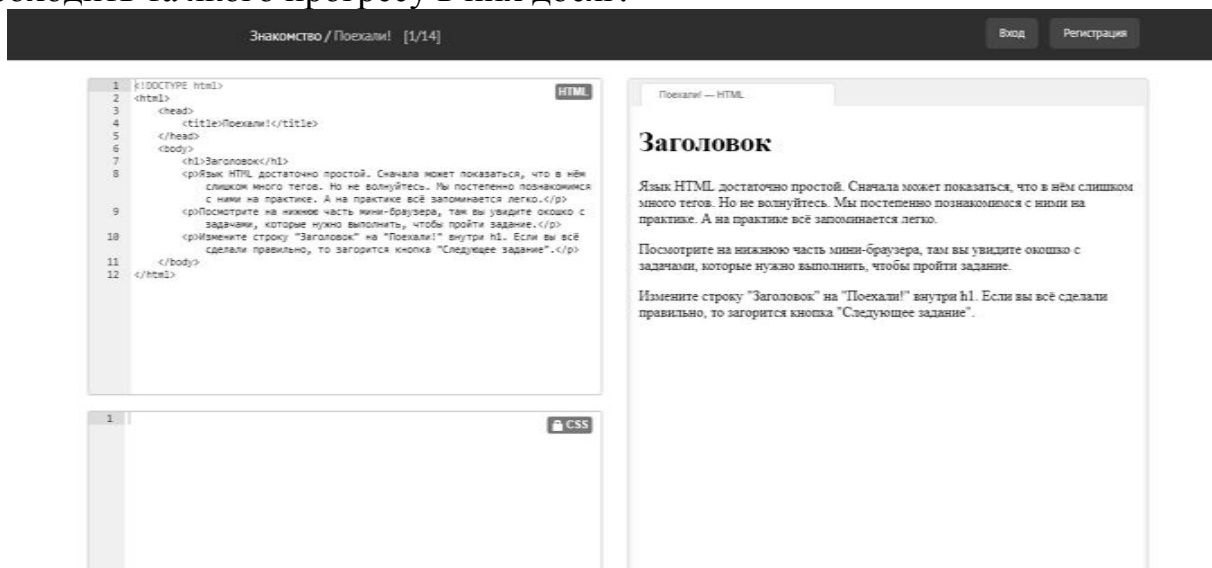 Знакомство / Поехали! [1/14]
Вход
Регистрация
1 <!DOCTYPE html>
2 <html>
3 <head>
4 <title>Поехали!</title>
5 </head>
6 <body>
7 <h1>Заголовок</h1>
8 <p>Язык HTML достаточно простой. Сначала может показаться, что в нём
слишком много тегов. Но не волнуйтесь. Мы постепенно познакомимся
с ними на практике. А на практике всё запоминается легко.</p>
9 <p>Посмотрите на нижнюю часть мини-браузера, там вы увидите окошко с
задачами, которые нужно выполнить, чтобы пройти задание.</p>
10 <p>Измените строку "Заголовок" на "Поехали!" внутри h1. Если вы всё
сделали правильно, то загорится кнопка "Следующее задание".</p>
11 </body>
12 </html>
HTML
1
CSS
Поехали! — HTML
Заголовок
Язык HTML достаточно простой. Сначала может показаться, что в нём слишком
много тегов. Но не волнуйтесь. Мы постепенно познакомимся с ними на
практике. А на практике всё запоминается легко.
Посмотрите на нижнюю часть мини-браузера, там вы увидите окошко с
задачами, которые нужно выполнить, чтобы пройти задание.
Измените строку "Заголовок" на "Поехали!" внутри h1. Если вы всё сделали
правильно, то загорится кнопка "Следующее задание".